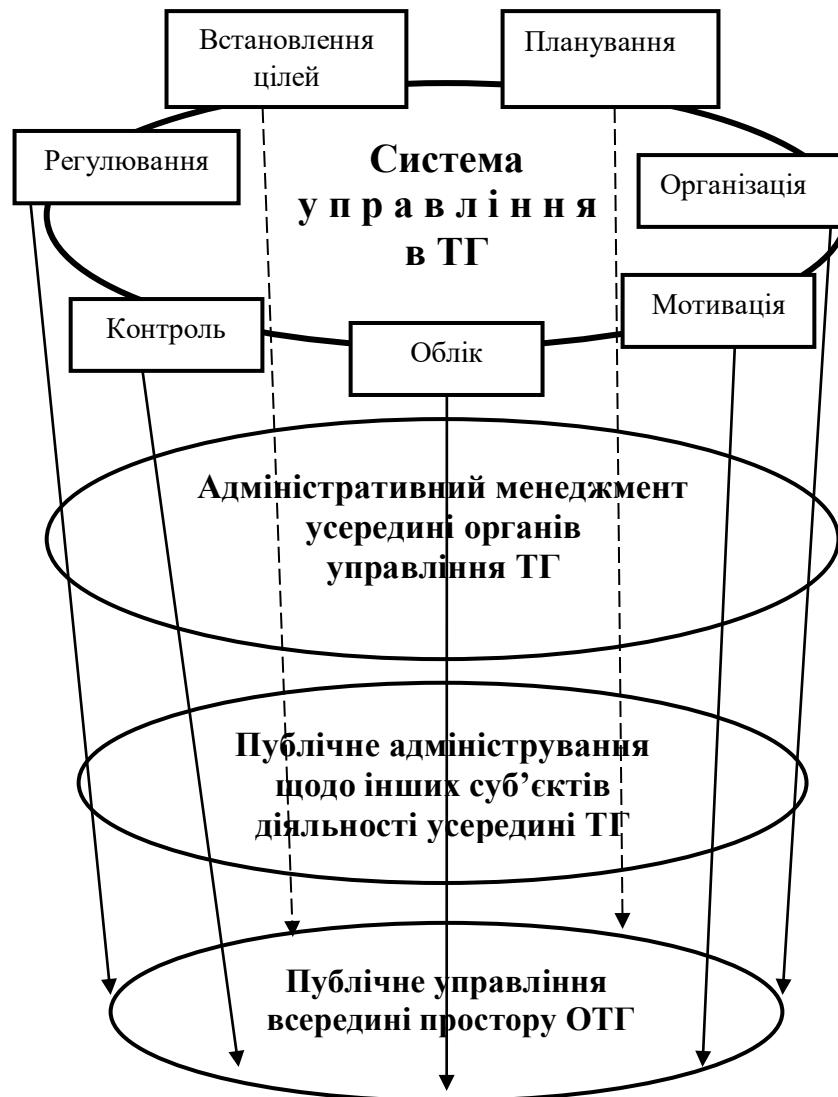 Встановлення
цілей
Планування
Регулювання
Система
у п р а в л і н н я
в ТГ
Організація
Контроль
Облік
Мотивація
Адміністративний менеджмент
усередині органів
управління ТГ
Публічне адміністрування
щодо інших суб’єктів
діяльності усередині ТГ
Публічне управління
всередині простору ОТГ